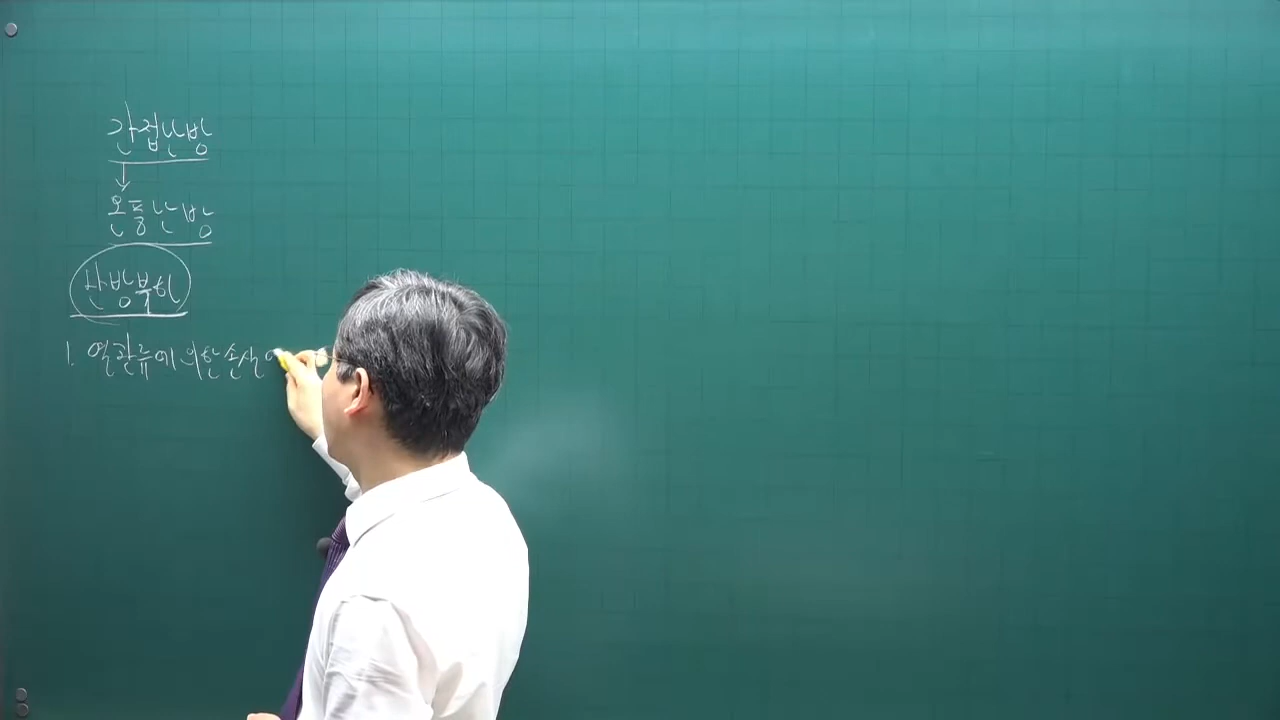 간접난방
↓
온풍난방
난방부하
1. 열관류에 의한 손실